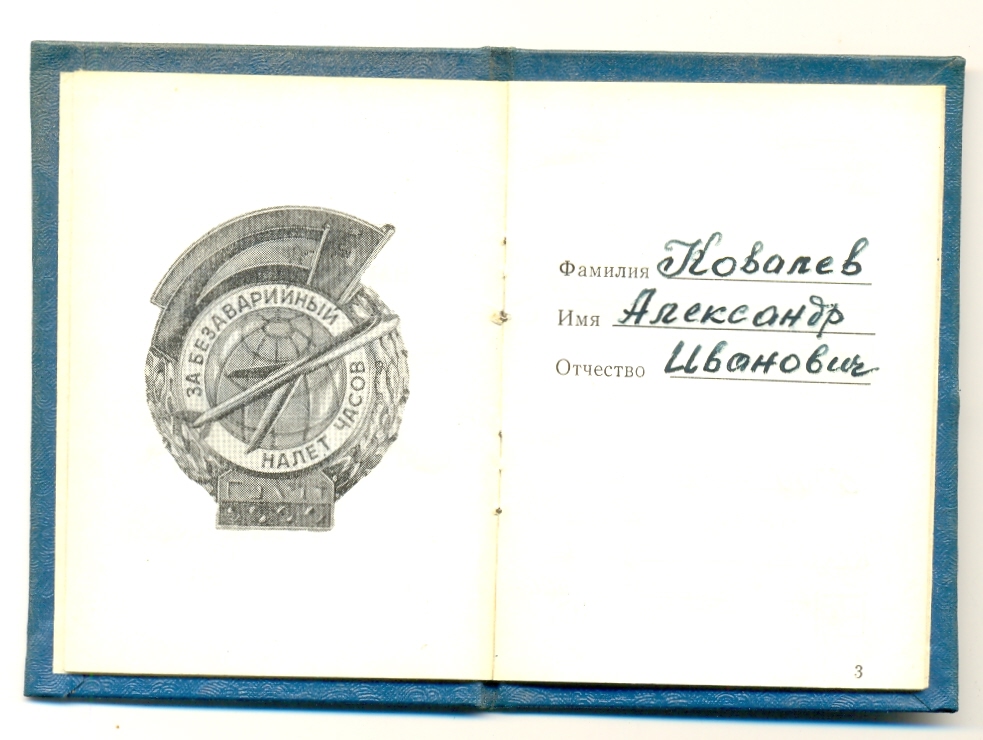 ЗА БЕЗАВАРИЙНЫЙ
НАЛЕТ ЧАСОВ
Фамилия Ковалев
Имя Александр
Отчество Иванович
3